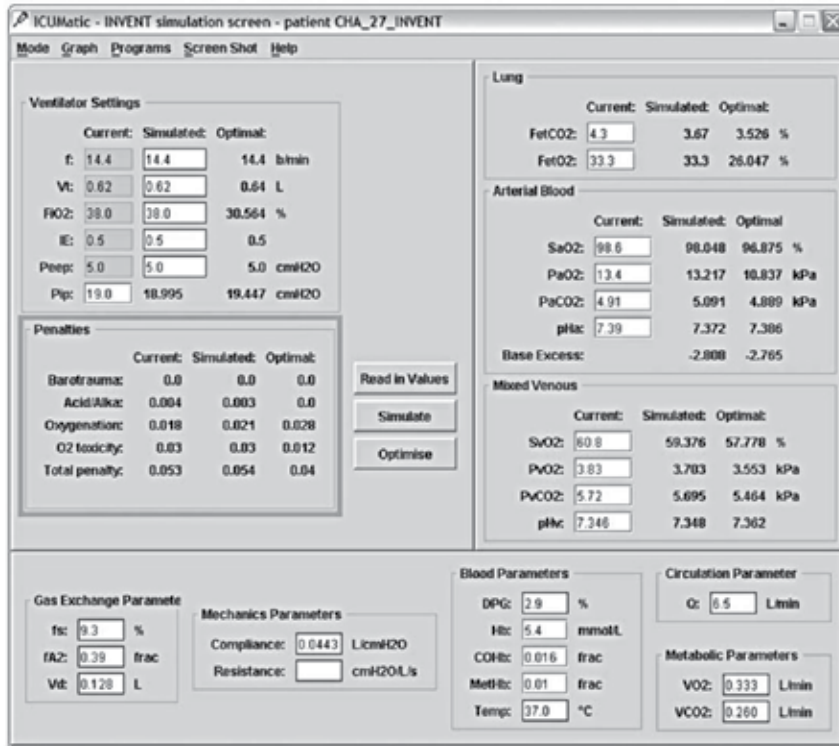 ICUMatic - INVENT simulation screen - patient CHA_27_INVENT
Mode Graph Programs Screen Shot Help
Ventilator Settings
Current: Simulated: Optimal:
f: 14.4 14.4 14.4 b/min
Vt: 0.62 0.62 0.64 L
FiO2: 38.0 38.0 30.564 %
IE: 0.5 0.5 0.5
Peep: 5.0 5.0 5.0 cmH2O
Pip: 19.0 18.995 19.447 cmH2O
Penalties
Current: Simulated: Optimal:
Barotrauma: 0.0 0.0 0.0
Acid/Alka: 0.004 0.003 0.0
Oxygenation: 0.018 0.021 0.028
O2 toxicity: 0.03 0.03 0.012
Total penalty: 0.053 0.054 0.04
Read in Values
Simulate
Optimise
Lung
Current: Simulated: Optimal:
FetCO2: 4.3 3.67 3.526 %
FetO2: 33.3 33.3 26.047 %
Arterial Blood
Current: Simulated: Optimal
SaO2: 98.6 98.048 96.875 %
PaO2: 13.4 13.217 10.837 kPa
PaCO2: 4.91 5.091 4.889 kPa
pHa: 7.39 7.372 7.386
Base Excess: -2.808 -2.765
Mixed Venous
Current: Simulated: Optimal:
SvO2: 60.8 59.376 57.778 %
PvO2: 3.83 3.703 3.553 kPa
PvCO2: 5.72 5.695 5.464 kPa
pHv: 7.346 7.348 7.362
Gas Exchange Paramete
fs: 9.3 %
fA2: 0.39 frac
Vd: 0.128 L
Mechanics Parameters
Compliance: 0.0443 L/cmH2O
Resistance: cmH2O/L/s
Blood Parameters
DPG: 2.9 %
Hb: 5.4 mmol/L
COHb: 0.016 frac
MetHb: 0.01 frac
Temp: 37.0 °C
Circulation Parameter
Q: 6.5 L/min
Metabolic Parameters
VO2: 0.333 L/min
VCO2: 0.260 L/min